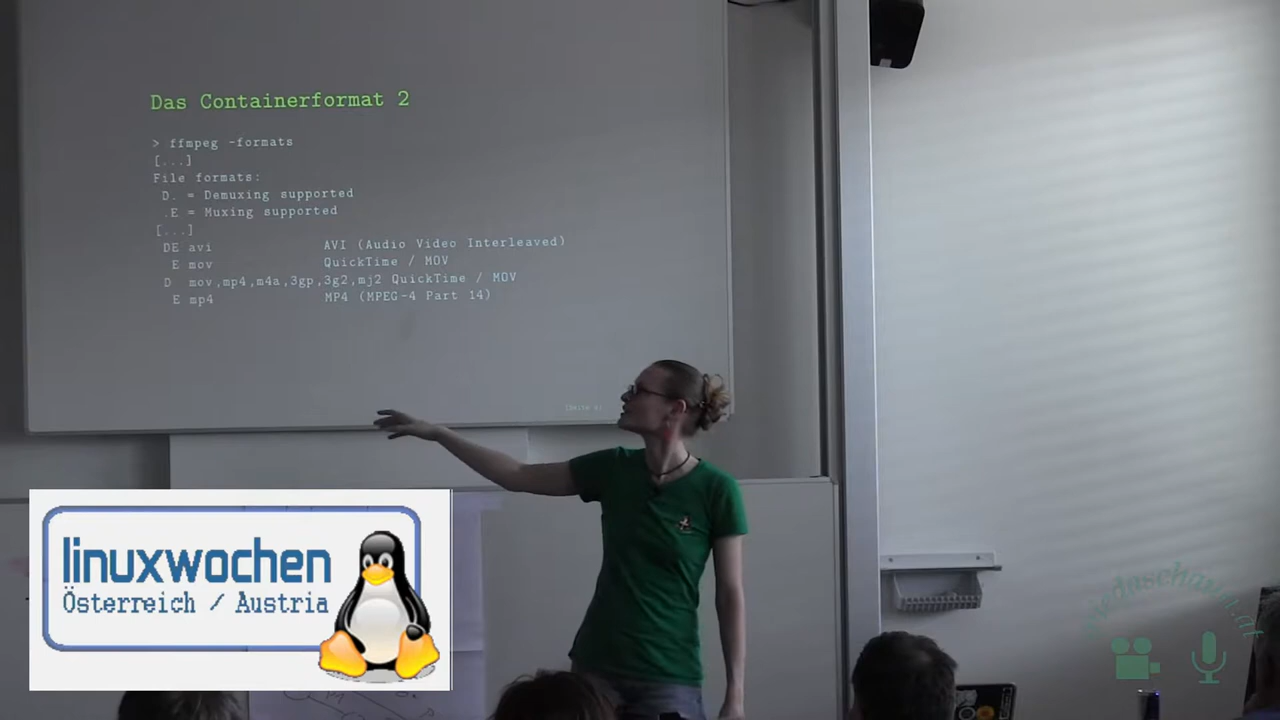 Das Containerformat 2
> ffmpeg -formats
[...]
File formats:
D. = Demuxing supported
.E = Muxing supported
[...]
DE avi AVI (Audio Video Interleaved)
E mov QuickTime / MOV
D mov,mp4,m4a,3gp,3g2,mj2 QuickTime / MOV
E mp4 MP4 (MPEG-4 Part 14)
linuxwochen
Österreich / Austria